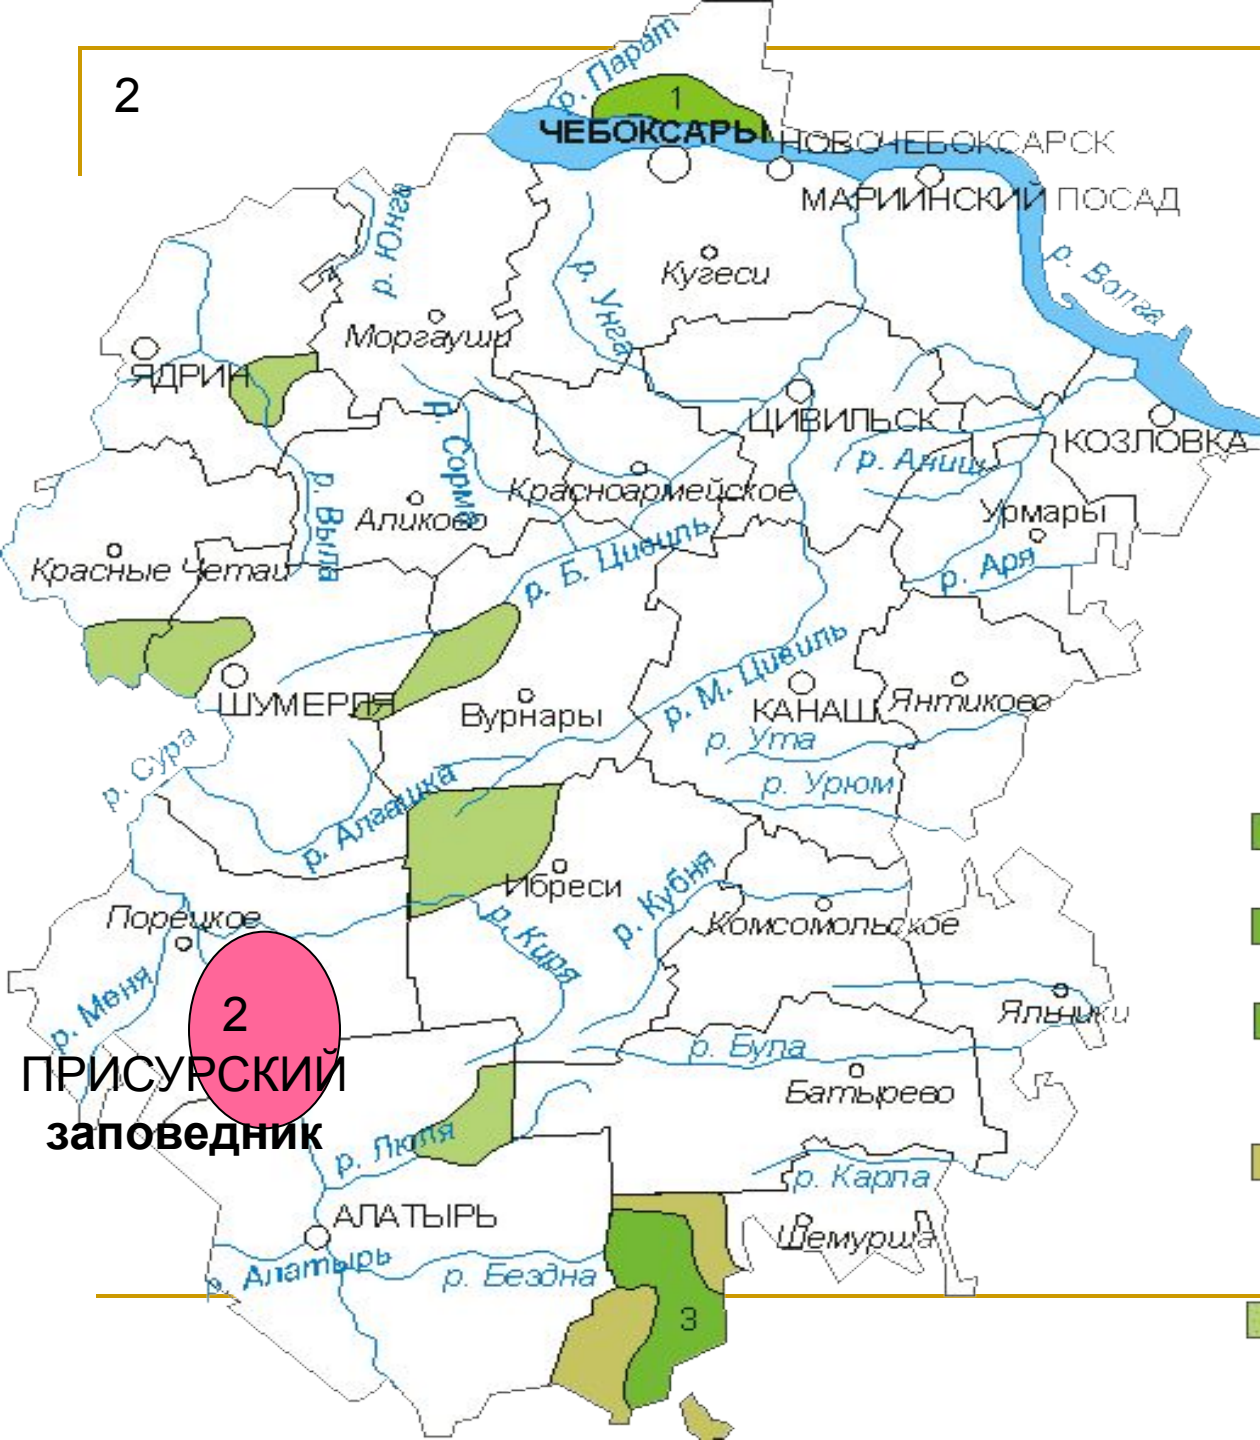 2
р. Парат
1
ЧЕБОКСАРЫ
НОВОЧЕБОКСАРСК
МАРИИНСКИЙ ПОСАД
р. Юнга
р. Унга
Кугеси
р. Волга
Моргауши
ЯДРИН
ЦИВИЛЬСК
КОЗЛОВКА
р. Сорма
р. Аниш
р. Выла
Аликово
Красноармейское
Урмары
Красные Четаи
р. Б. Цивиль
р. Аря
ШУМЕРЛЯ
Вурнары
р. М. Цивиль
КАНАШ
Янтиково
р. Сура
р. Ута
р. Урюм
р. Алгашка
Ибреси
р. Кубня
Порецкое
р. Киря
Комсомольское
р. Меня
2
ПРИСУРСКИЙ
заповедник
Яльчики
р. Була
Батырево
р. Люля
р. Карла
АЛАТЫРЬ
Шемурша
р. Алатырь
р. Бездна
3